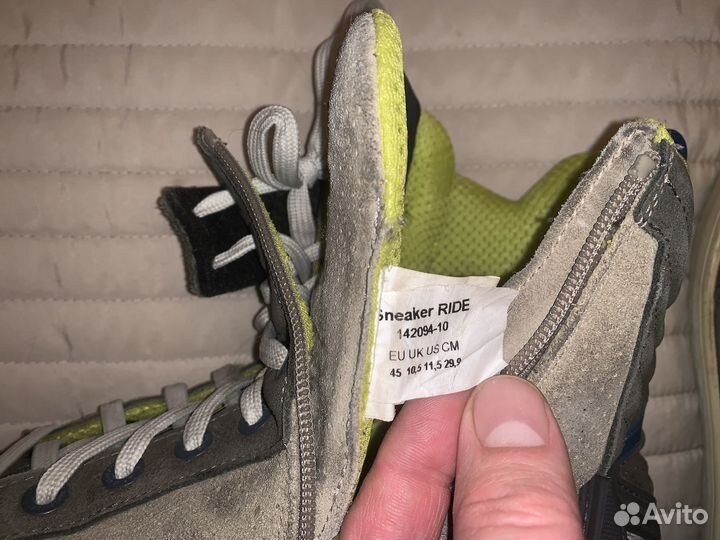 Sneaker RIDE
142094-10
EU UK US CM
45 10,5 11,5 29,9
Avito